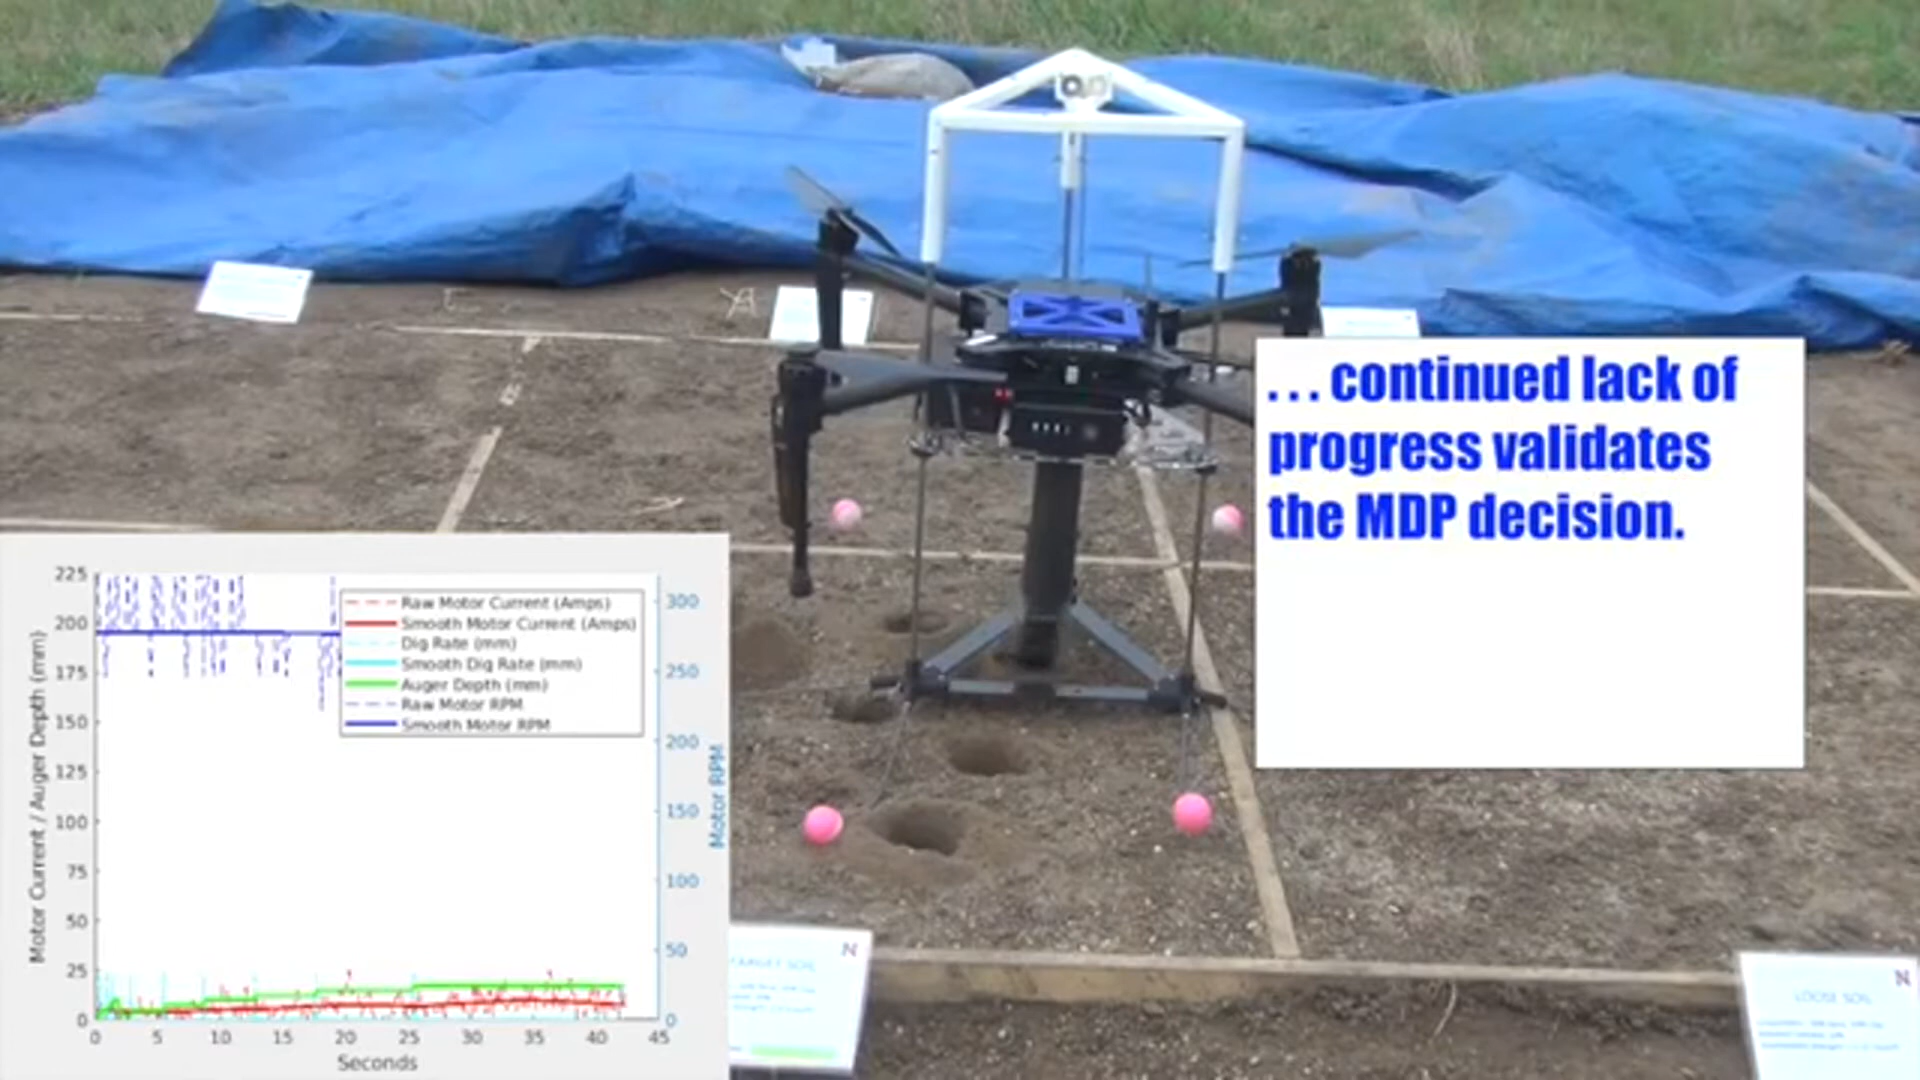 . . . continued lack of
progress validates
the MDP decision.
225
200
175
150
125
100
75
50
25
0
Motor Current / Auger Depth (mm)
Raw Motor Current (Amps)
Smooth Motor Current (Amps)
Dig Rate (mm)
Smooth Dig Rate (mm)
Auger Depth (mm)
Raw Motor RPM
Smooth Motor RPM
300
250
200
150
100
50
0
Motor RPM
0 5 10 15 20 25 30 35 40 45
Seconds
N
N
LOOSE SOIL